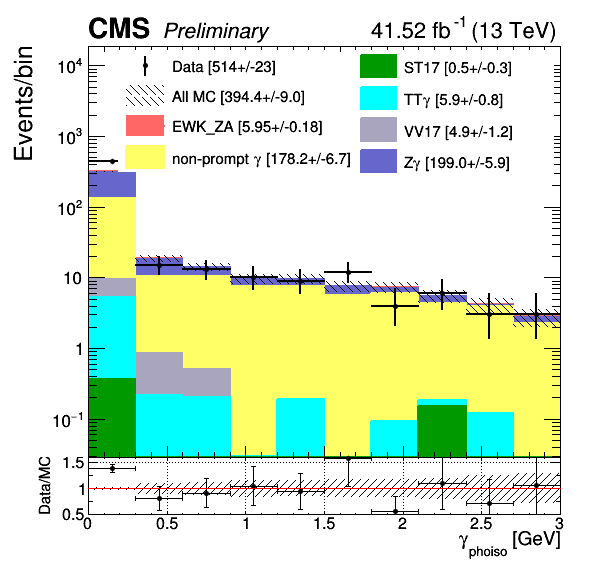 CMS Preliminary 41.52 fb⁻¹ (13 TeV)
Events/bin
10⁴
10³
10²
10
1
10⁻¹
Data [514+/-23]
All MC [394.4+/-9.0]
EWK_ZA [5.95+/-0.18]
non-prompt γ [178.2+/-6.7]
ST17 [0.5+/-0.3]
TTγ [5.9+/-0.8]
VV17 [4.9+/-1.2]
Zγ [199.0+/-5.9]
Data/MC
1.5
1
0.5
0 0.5 1 1.5 2 2.5 3
γphoiso [GeV]